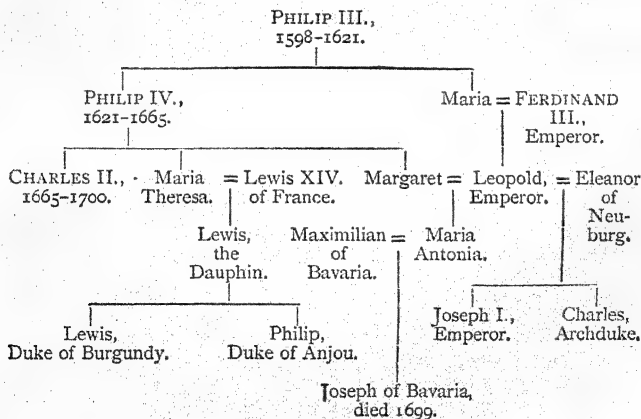 PHILIP III.,
1598-1621.
PHILIP IV.,
1621-1665.
Maria = FERDINAND
III.,
Emperor.
CHARLES II.,
1665-1700.
Maria
Theresa.
= Lewis XIV.
of France.
Margaret = Leopold,
Emperor.
= Eleanor
of
Neu-
burg.
Lewis,
the
Dauphin.
Maximilian =
of
Bavaria.
Maria
Antonia.
Lewis,
Duke of Burgundy.
Philip,
Duke of Anjou.
Joseph I.,
Emperor.
Charles,
Archduke.
Joseph of Bavaria,
died 1699.